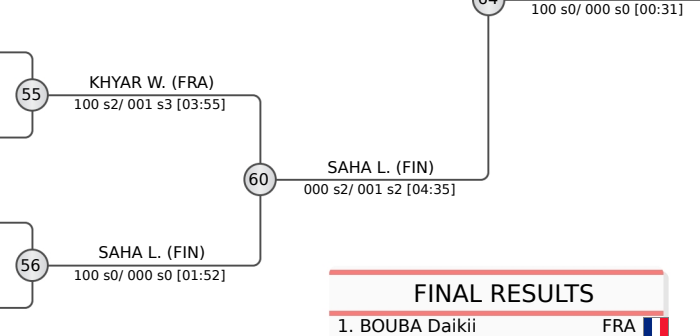 64
100 s0/ 000 s0 [00:31]
55
KHYAR W. (FRA)
100 s2/ 001 s3 [03:55]
60
SAHA L. (FIN)
000 s2/ 001 s2 [04:35]
56
SAHA L. (FIN)
100 s0/ 000 s0 [01:52]
FINAL RESULTS
1. BOUBA Daikii FRA